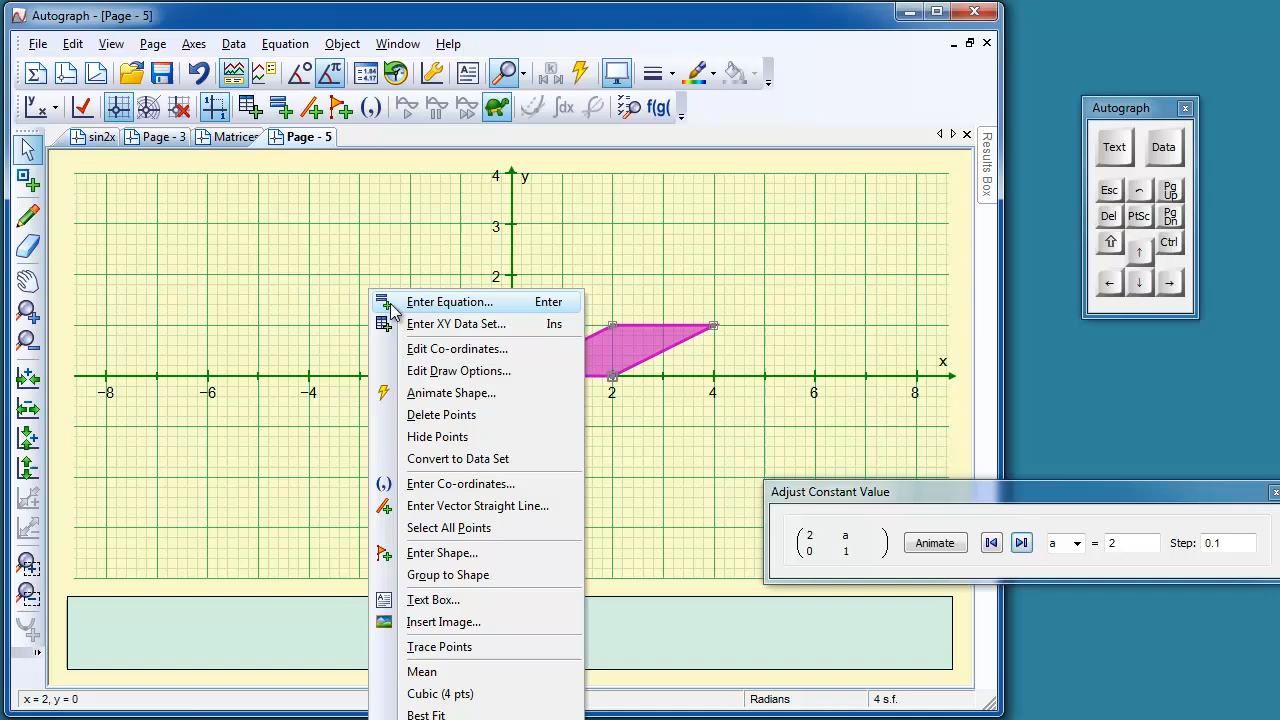 Autograph - [Page - 5]
File Edit View Page Axes Data Equation Object Window Help
sin2x Page - 3 Matrices Page - 5
Results Box
4 y
3
2
x
−8 −6 −4 2 4 6 8
Enter Equation... Enter
Enter XY Data Set... Ins
Edit Co-ordinates...
Edit Draw Options...
Animate Shape...
Delete Points
Hide Points
Convert to Data Set
Enter Co-ordinates...
Enter Vector Straight Line...
Select All Points
Enter Shape...
Group to Shape
Text Box...
Insert Image...
Trace Points
Mean
Cubic (4 pts)
Best Fit
Autograph
Text Data
Esc Pg Up
Del PtSc Pg Dn
Ctrl
Adjust Constant Value
2 a
0 1
Animate a = 2 Step: 0.1
x = 2, y = 0 Radians 4 s.f.